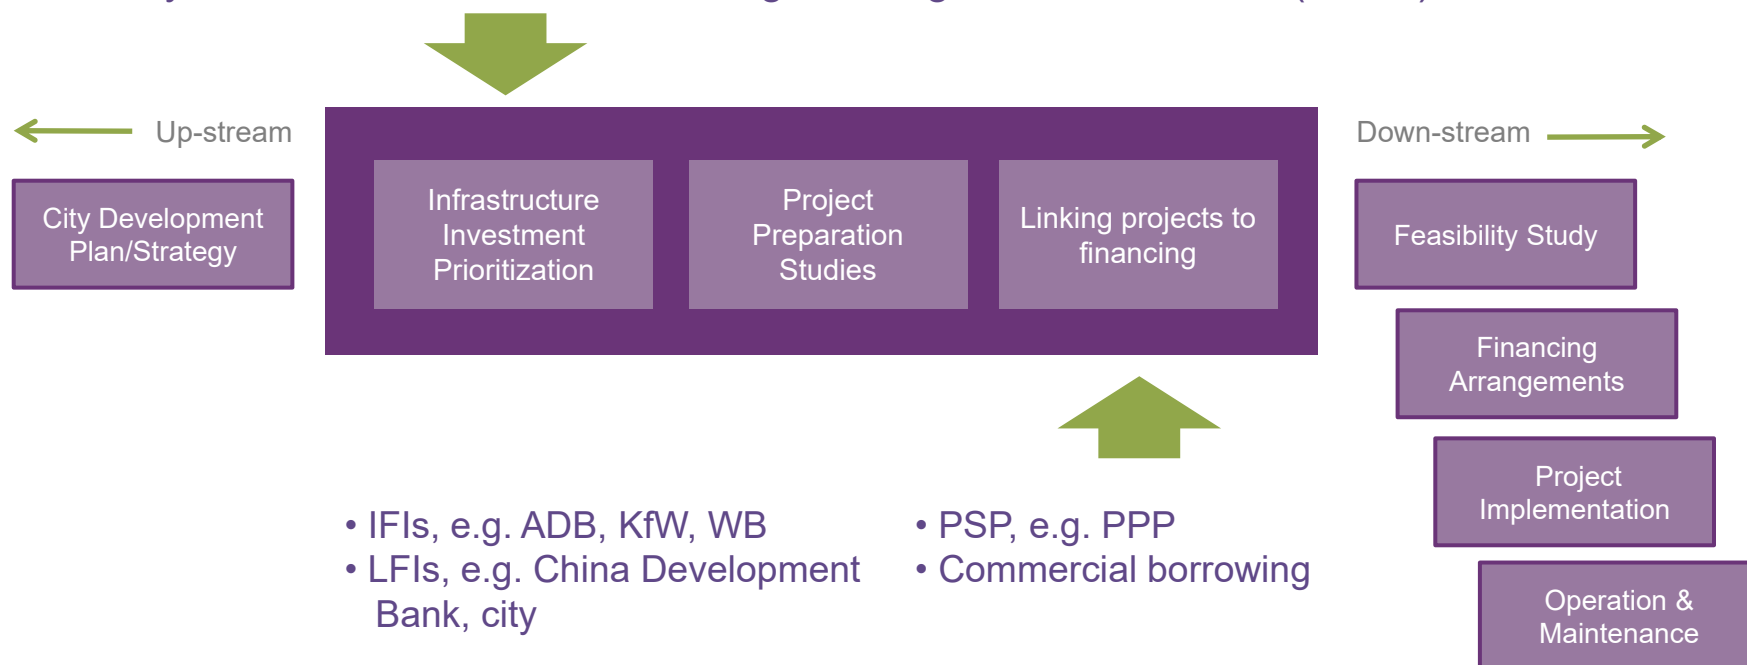 Up-stream
Down-stream
City Development
Plan/Strategy
Infrastructure
Investment
Prioritization
Project
Preparation
Studies
Linking projects to
financing
Feasibility Study
Financing
Arrangements
Project
Implementation
Operation &
Maintenance
• IFIs, e.g. ADB, KfW, WB
• LFIs, e.g. China Development
Bank, city
• PSP, e.g. PPP
• Commercial borrowing